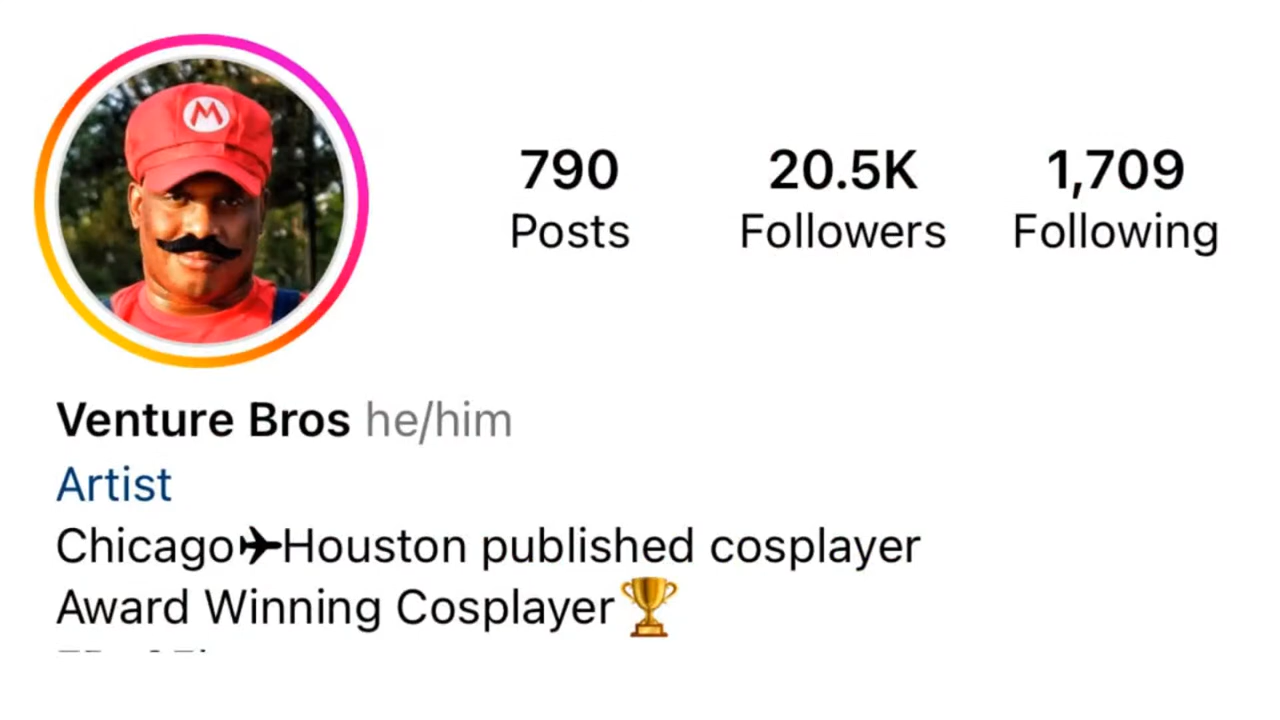 M
790 20.5K 1,709
Posts Followers Following
Venture Bros he/him
Artist
Chicago✈Houston published cosplayer
Award Winning Cosplayer🏆